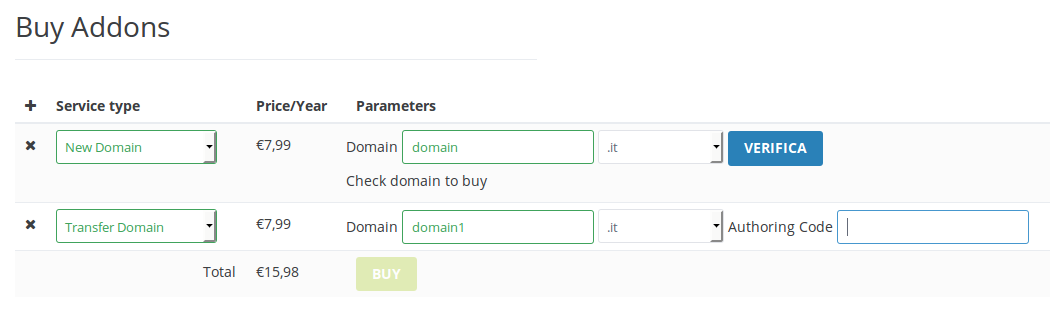 Buy Addons
Service type Price/Year Parameters
New Domain €7,99 Domain domain .it VERIFICA
Check domain to buy
Transfer Domain €7,99 Domain domain1 .it Authoring Code
Total €15,98 BUY